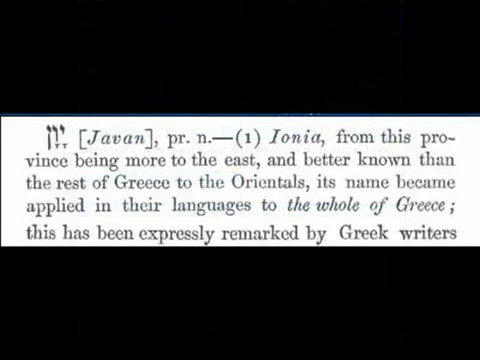 יָוָן [Javan], pr. n.—(1) Ionia, from this pro-
vince being more to the east, and better known than
the rest of Greece to the Orientals, its name became
applied in their languages to the whole of Greece;
this has been expressly remarked by Greek writers